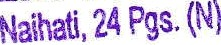 Naihati, 24 Pgs. (N)